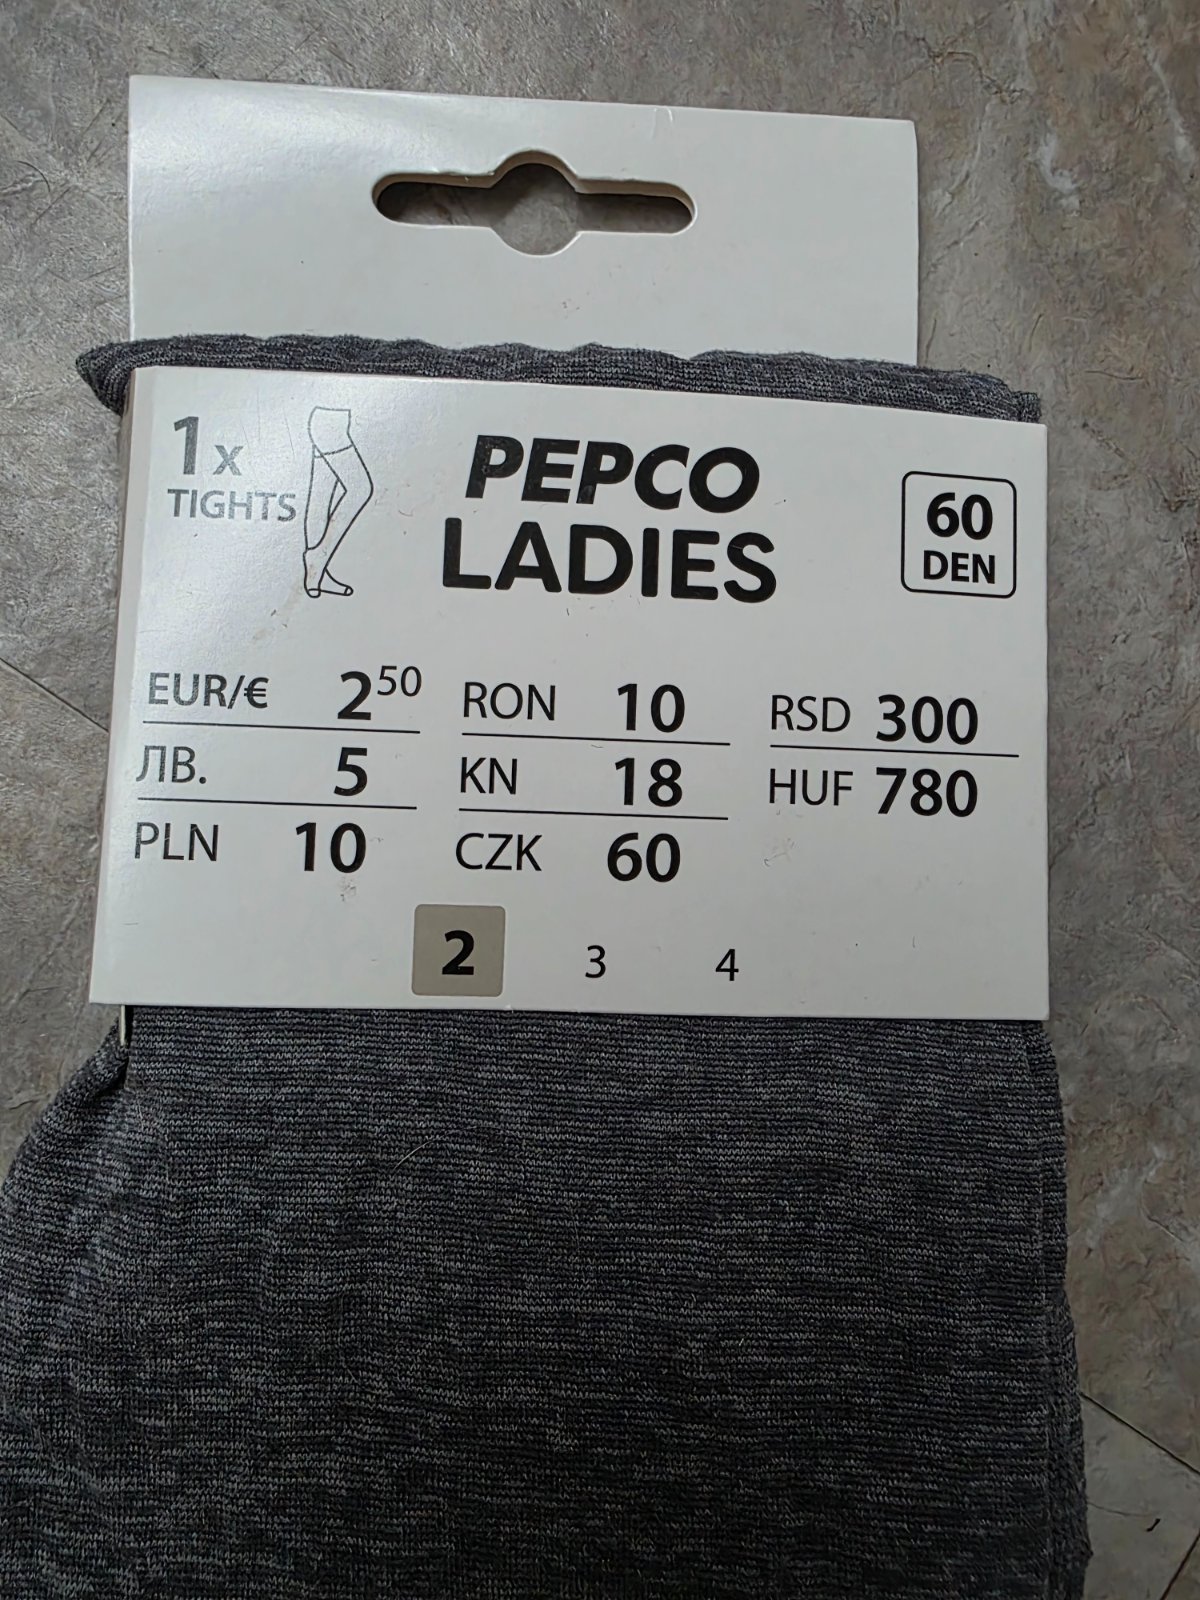 1 x
TIGHTS
PEPCO
LADIES
60
DEN
EUR/€ 2⁵⁰
ЛВ. 5
PLN 10
RON 10
KN 18
CZK 60
RSD 300
HUF 780
2 3 4